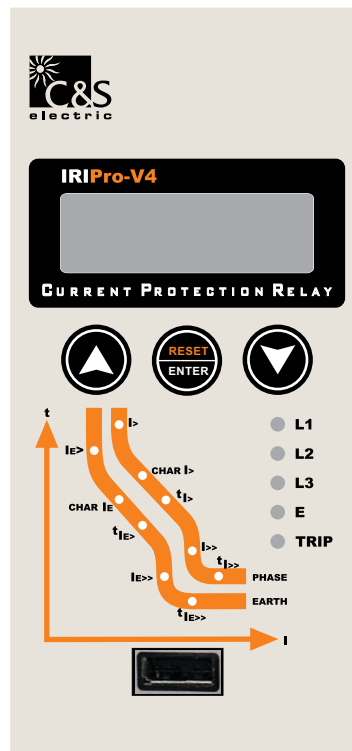 C&S
electric
IRIPro-V4
CURRENT PROTECTION RELAY
RESET
ENTER
t
I>
IE>
CHAR I>
CHAR IE
tI>
tIE>
I>>
tI>>
IE>>
PHASE
EARTH
tIE>>
I
L1
L2
L3
E
TRIP